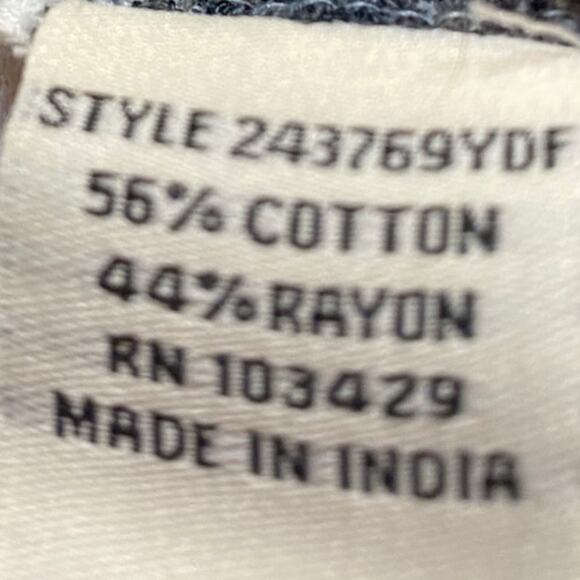 STYLE 243769YDF
56% COTTON
44% RAYON
RN 103429
MADE IN INDIA